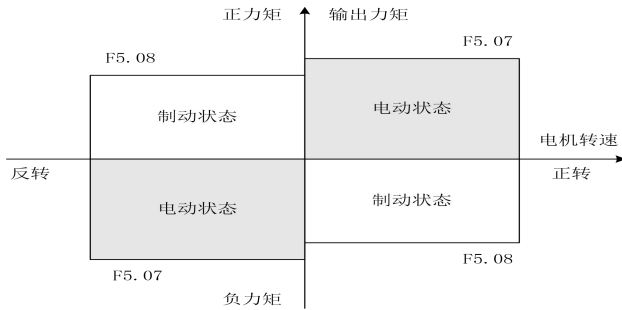 正力矩
输出力矩
F5.08
F5.07
制动状态
电动状态
电机转速
反转
正转
电动状态
制动状态
F5.07
F5.08
负力矩